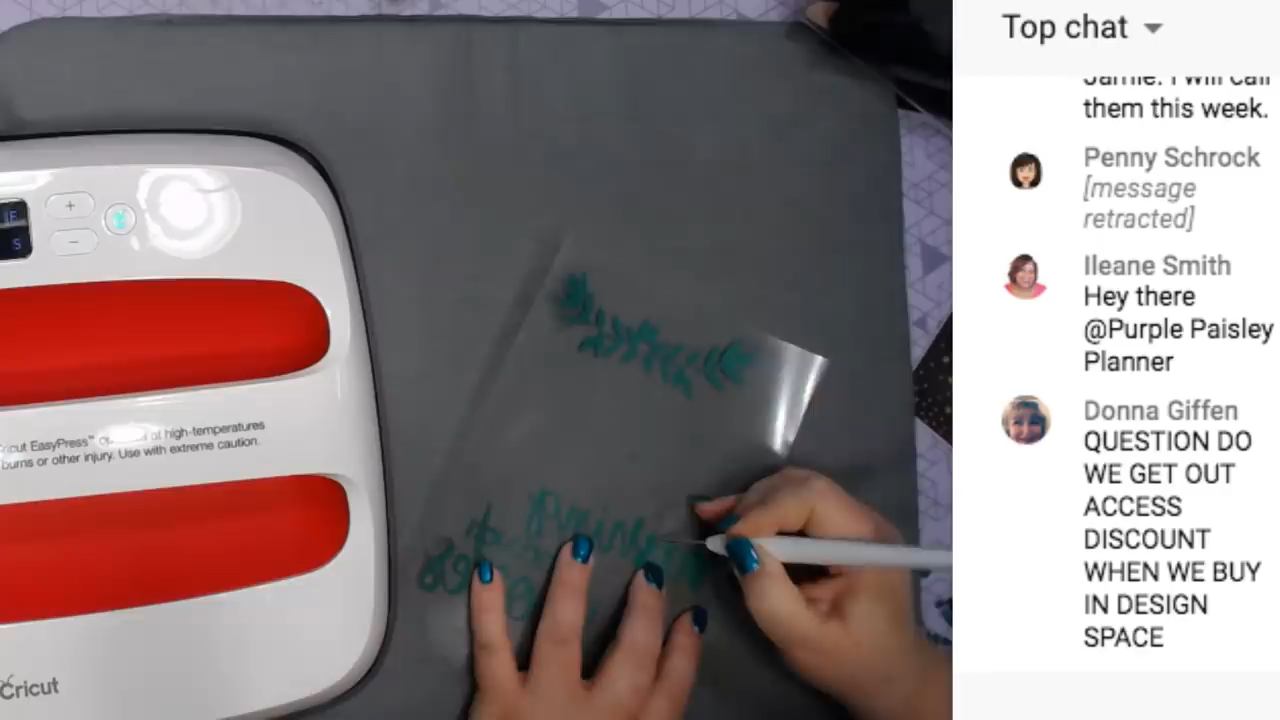 Top chat
them this week.
Penny Schrock
[message
retracted]
Ileane Smith
Hey there
@Purple Paisley
Planner
Donna Giffen
QUESTION DO
WE GET OUT
ACCESS
DISCOUNT
WHEN WE BUY
IN DESIGN
SPACE
+
−
S
EasyPress™ of high-temperatures
burns or other injury. Use with extreme caution.
Cricut